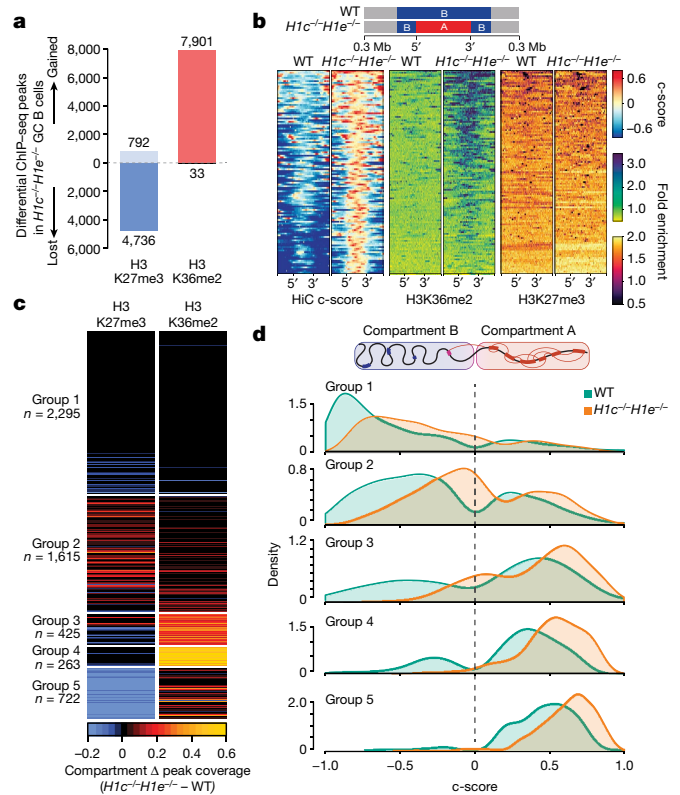 a
Differential ChIP–seq peaks
in H1c–/–H1e–/– GC B cells
Lost
Gained
8,000
6,000
4,000
2,000
0
2,000
4,000
6,000
7,901
792
33
4,736
H3
K27me3
H3
K36me2
b
WT
H1c–/–H1e–/–
B
B
A
B
0.3 Mb
5′
3′
0.3 Mb
WT
H1c–/–H1e–/–
WT
H1c–/–H1e–/–
WT
H1c–/–H1e–/–
5′ 3′
5′ 3′
5′ 3′
5′ 3′
5′ 3′
5′ 3′
HiC c-score
H3K36me2
H3K27me3
0.6
0
−0.6
c-score
3.0
2.0
1.0
2.0
1.5
1.0
0.5
Fold enrichment
c
H3
K27me3
H3
K36me2
Group 1
n = 2,295
Group 2
n = 1,615
Group 3
n = 425
Group 4
n = 263
Group 5
n = 722
−0.2 0 0.2 0.4 0.6
Compartment Δ peak coverage
(H1c–/–H1e–/– – WT)
d
Compartment B
Compartment A
WT
H1c–/–H1e–/–
Group 1
1.5
0
Group 2
0.8
0
Group 3
1.2
0
Group 4
1.5
0
Group 5
2.0
0
Density
−1.0 −0.5 0 0.5 1.0
c-score